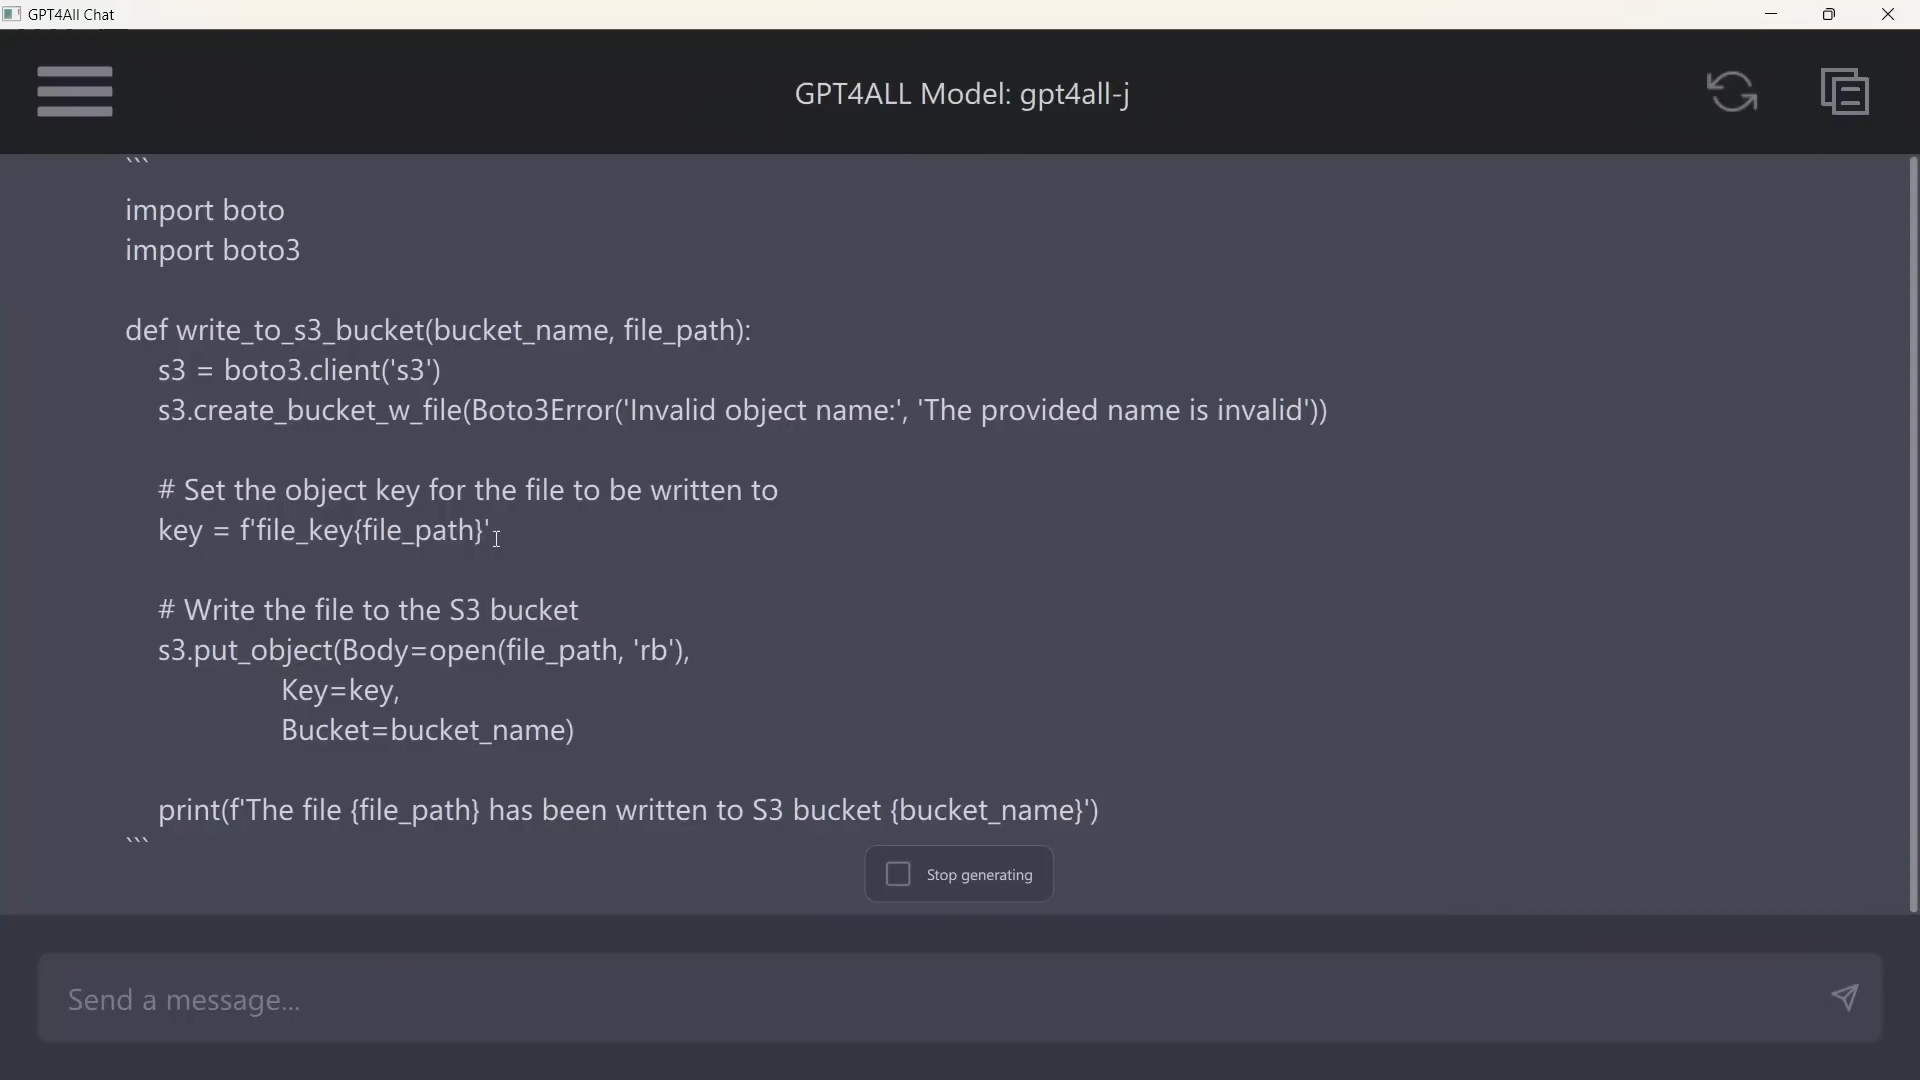 GPT4All Chat
GPT4ALL Model: gpt4all-j
```
import boto
import boto3
def write_to_s3_bucket(bucket_name, file_path):
s3 = boto3.client('s3')
s3.create_bucket_w_file(Boto3Error('Invalid object name:', 'The provided name is invalid'))
# Set the object key for the file to be written to
key = f'file_key{file_path}'
# Write the file to the S3 bucket
s3.put_object(Body=open(file_path, 'rb'),
Key=key,
Bucket=bucket_name)
print(f'The file {file_path} has been written to S3 bucket {bucket_name}')
```
Stop generating
Send a message...